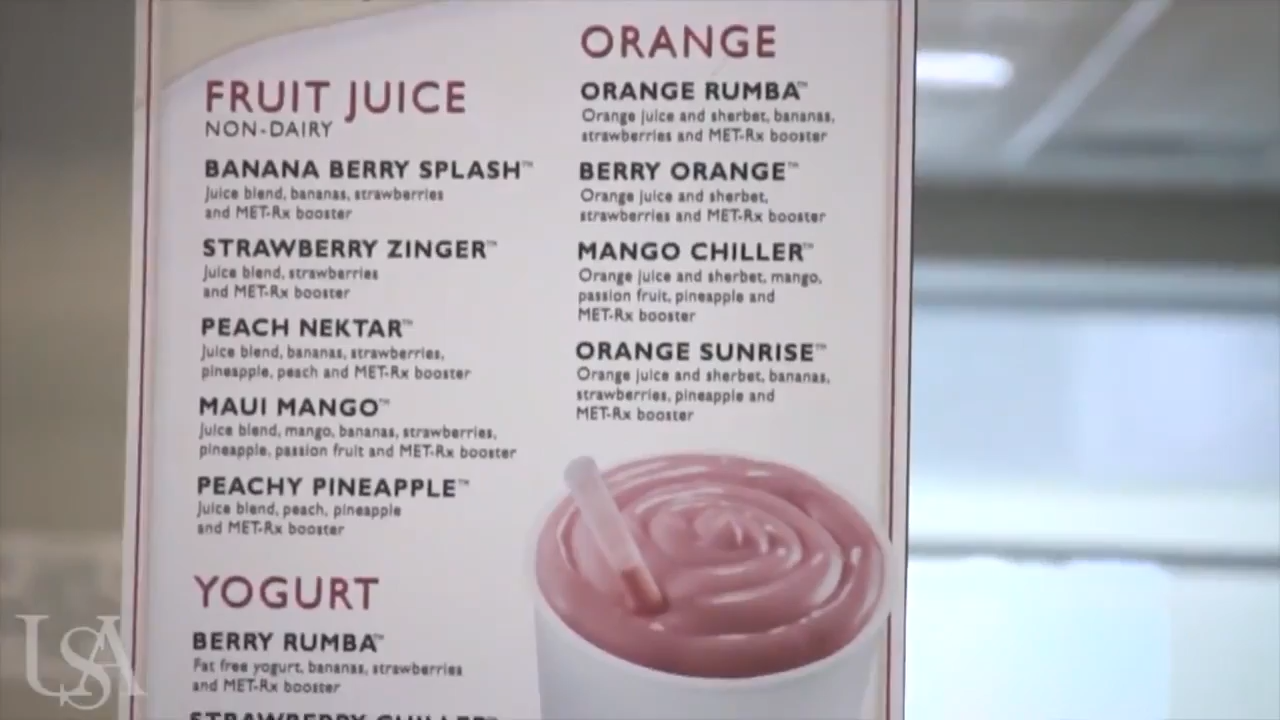 FRUIT JUICE
NON-DAIRY
BANANA BERRY SPLASH™
Juice blend, bananas, strawberries
and MET-Rx booster
STRAWBERRY ZINGER™
Juice blend, strawberries
and MET-Rx booster
PEACH NEKTAR™
Juice blend, bananas, strawberries,
pineapple, peach and MET-Rx booster
MAUI MANGO™
Juice blend, mango, bananas, strawberries,
pineapple, passion fruit and MET-Rx booster
PEACHY PINEAPPLE™
Juice blend, peach, pineapple
and MET-Rx booster
YOGURT
BERRY RUMBA™
Fat free yogurt, bananas, strawberries
and MET-Rx booster
STRAWBERRY CHILLER™
ORANGE
ORANGE RUMBA™
Orange juice and sherbet, bananas,
strawberries and MET-Rx booster
BERRY ORANGE™
Orange juice and sherbet,
strawberries and MET-Rx booster
MANGO CHILLER™
Orange juice and sherbet, mango,
passion fruit, pineapple and
MET-Rx booster
ORANGE SUNRISE™
Orange juice and sherbet, bananas,
strawberries, pineapple and
MET-Rx booster
USA